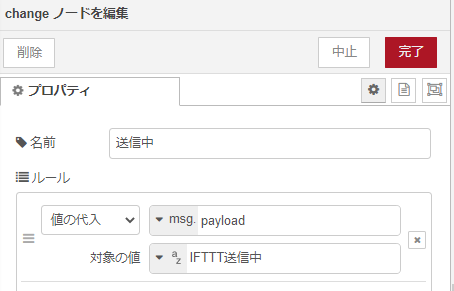 change ノードを編集
削除 中止 完了
プロパティ
名前 送信中
ルール
値の代入 msg. payload
対象の値 az IFTTT送信中